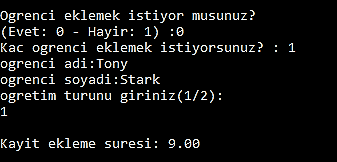 Ogrenci eklemek istiyor musunuz?
(Evet: 0 - Hayir: 1) :0
Kac ogrenci eklemek istiyorsunuz? : 1
ogrenci adi:Tony
ogrenci soyadi:Stark
ogretim turunu giriniz(1/2):
1
Kayit ekleme suresi: 9.00